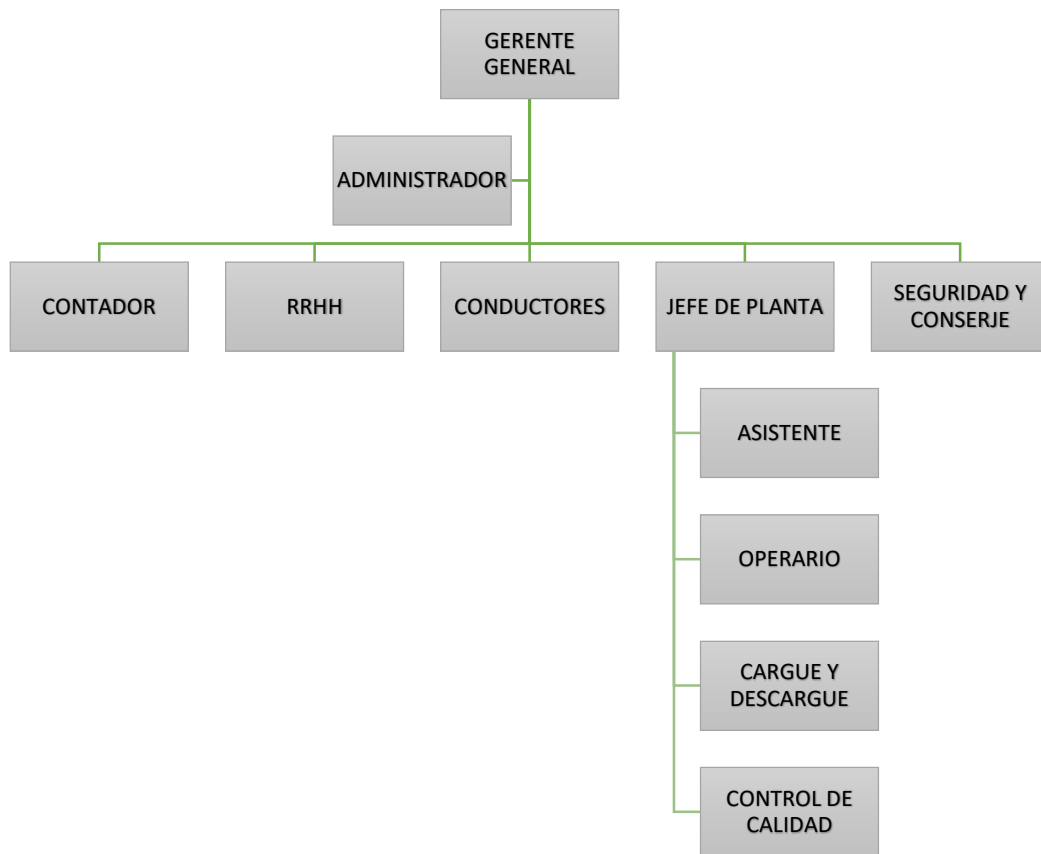 GERENTE
GENERAL
ADMINISTRADOR
CONTADOR
RRHH
CONDUCTORES
JEFE DE PLANTA
SEGURIDAD Y
CONSERJE
ASISTENTE
OPERARIO
CARGUE Y
DESCARGUE
CONTROL DE
CALIDAD